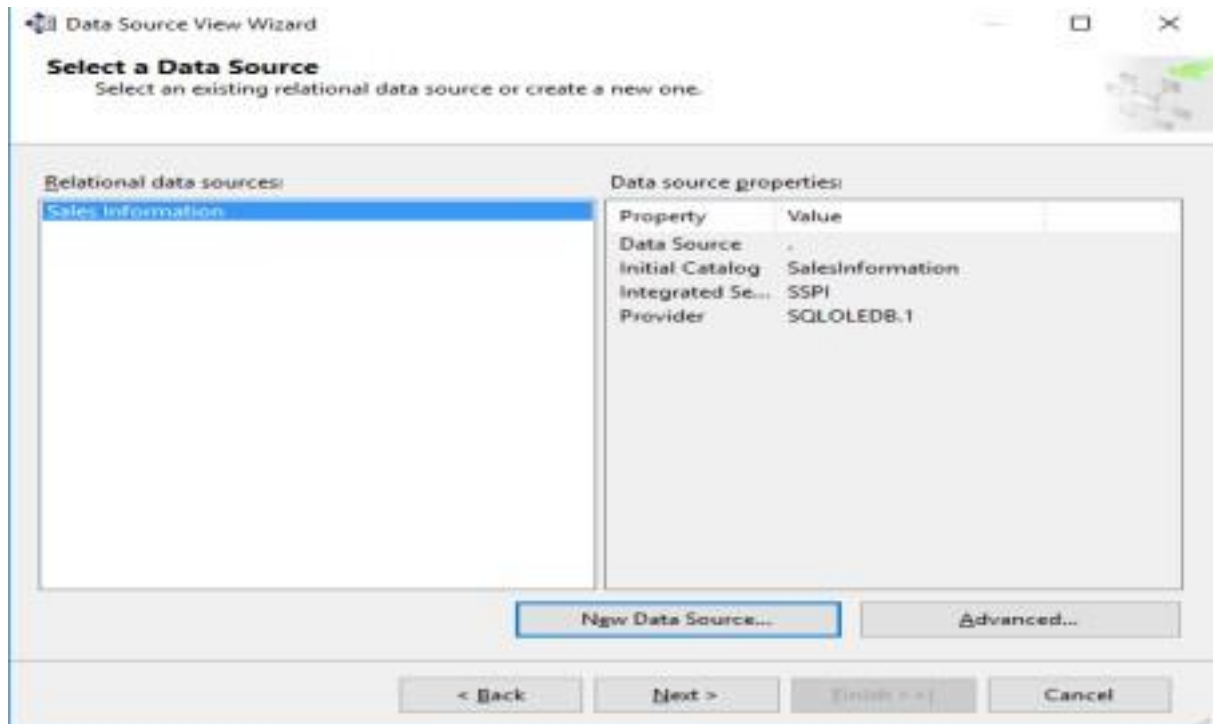 Data Source View Wizard
Select a Data Source
Select an existing relational data source or create a new one.
Relational data sources:
Sales Information
Data source properties:
Property Value
Data Source .
Initial Catalog SalesInformation
Integrated Se... SSPI
Provider SQLOLEDB.1
New Data Source...
Advanced...
< Back
Next >
Finish >>|
Cancel